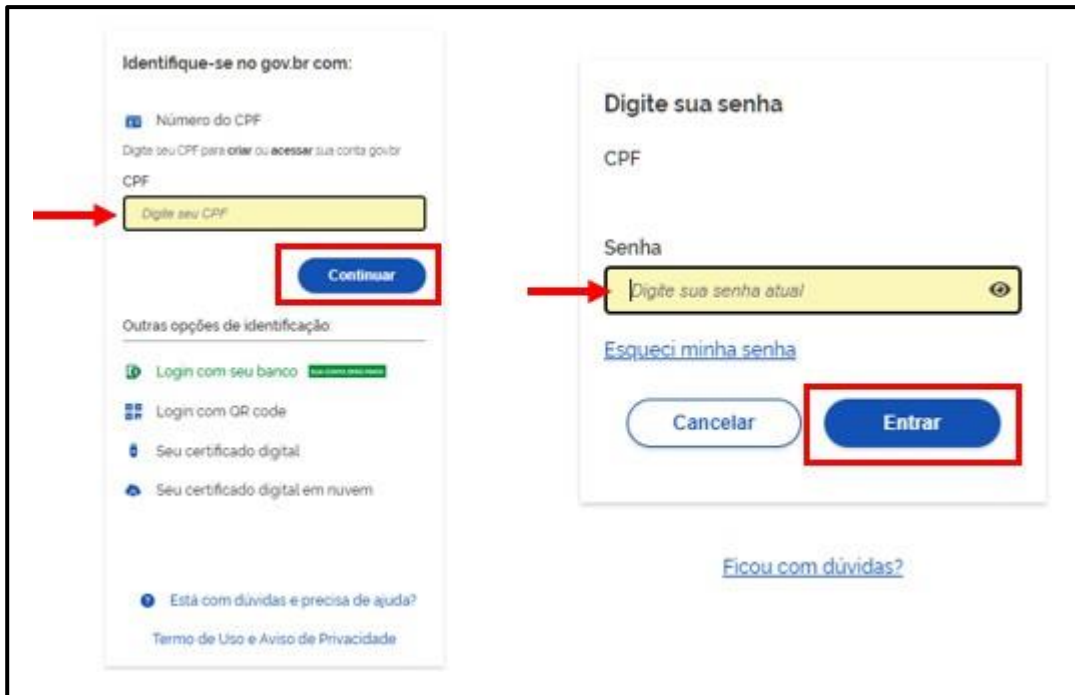 Identifique-se no gov.br com:
Número do CPF
Digite seu CPF para criar ou acessar sua conta gov.br
CPF
Digite seu CPF
Continuar
Outras opções de identificação:
Login com seu banco
Login com QR code
Seu certificado digital
Seu certificado digital em nuvem
Está com dúvidas e precisa de ajuda?
Termo de Uso e Aviso de Privacidade
Digite sua senha
CPF
Senha
Digite sua senha atual
Esqueci minha senha
Cancelar
Entrar
Ficou com dúvidas?